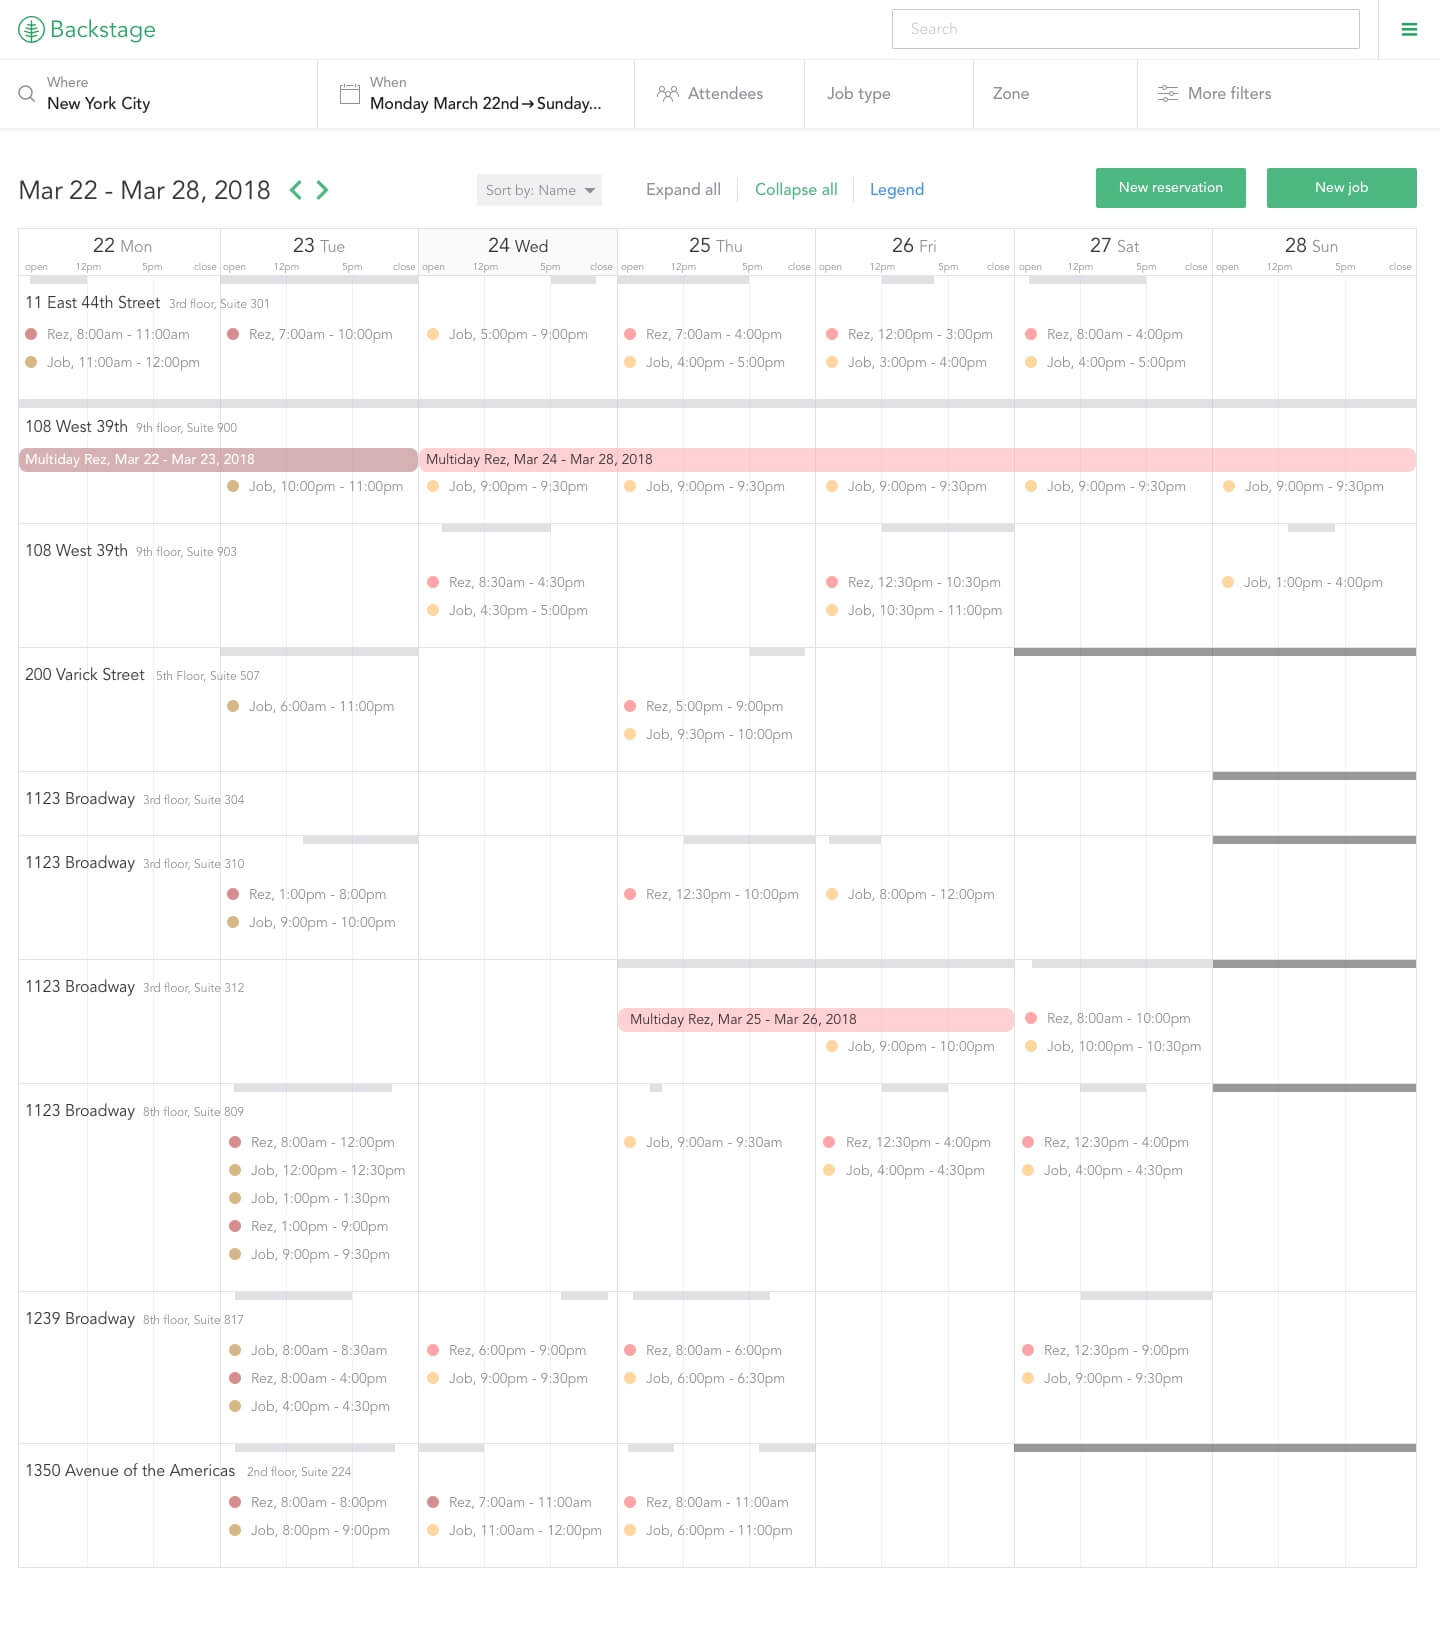 Backstage
Search
Where
New York City
When
Monday March 22nd→Sunday...
Attendees
Job type
Zone
More filters
Mar 22 - Mar 28, 2018
Sort by: Name
Expand all
Collapse all
Legend
New reservation
New job
22 Mon 23 Tue 24 Wed 25 Thu 26 Fri 27 Sat 28 Sun
open 12pm 5pm close open 12pm 5pm close open 12pm 5pm close open 12pm 5pm close open 12pm 5pm close open 12pm 5pm close open 12pm 5pm close
11 East 44th Street 3rd floor, Suite 301
Rez, 8:00am - 11:00am Rez, 7:00am - 10:00pm Job, 5:00pm - 9:00pm Rez, 7:00am - 4:00pm Rez, 12:00pm - 3:00pm Rez, 8:00am - 4:00pm
Job, 11:00am - 12:00pm Job, 4:00pm - 5:00pm Job, 3:00pm - 4:00pm Job, 4:00pm - 5:00pm
108 West 39th 9th floor, Suite 900
Multiday Rez, Mar 22 - Mar 23, 2018 Multiday Rez, Mar 24 - Mar 28, 2018
Job, 10:00pm - 11:00pm Job, 9:00pm - 9:30pm Job, 9:00pm - 9:30pm Job, 9:00pm - 9:30pm Job, 9:00pm - 9:30pm Job, 9:00pm - 9:30pm
108 West 39th 9th floor, Suite 903
Rez, 8:30am - 4:30pm Rez, 12:30pm - 10:30pm Job, 1:00pm - 4:00pm
Job, 4:30pm - 5:00pm Job, 10:30pm - 11:00pm
200 Varick Street 5th Floor, Suite 507
Job, 6:00am - 11:00pm Rez, 5:00pm - 9:00pm
Job, 9:30pm - 10:00pm
1123 Broadway 3rd floor, Suite 304
1123 Broadway 3rd floor, Suite 310
Rez, 1:00pm - 8:00pm Rez, 12:30pm - 10:00pm Job, 8:00pm - 12:00pm
Job, 9:00pm - 10:00pm
1123 Broadway 3rd floor, Suite 312
Multiday Rez, Mar 25 - Mar 26, 2018 Rez, 8:00am - 10:00pm
Job, 9:00pm - 10:00pm Job, 10:00pm - 10:30pm
1123 Broadway 8th floor, Suite 809
Rez, 8:00am - 12:00pm Job, 9:00am - 9:30am Rez, 12:30pm - 4:00pm Rez, 12:30pm - 4:00pm
Job, 12:00pm - 12:30pm Job, 4:00pm - 4:30pm Job, 4:00pm - 4:30pm
Job, 1:00pm - 1:30pm
Rez, 1:00pm - 9:00pm
Job, 9:00pm - 9:30pm
1239 Broadway 8th floor, Suite 817
Job, 8:00am - 8:30am Rez, 6:00pm - 9:00pm Rez, 8:00am - 6:00pm Rez, 12:30pm - 9:00pm
Rez, 8:00am - 4:00pm Job, 9:00pm - 9:30pm Job, 6:00pm - 6:30pm Job, 9:00pm - 9:30pm
Job, 4:00pm - 4:30pm
1350 Avenue of the Americas 2nd floor, Suite 224
Rez, 8:00am - 8:00pm Rez, 7:00am - 11:00am Rez, 8:00am - 11:00am
Job, 8:00pm - 9:00pm Job, 11:00am - 12:00pm Job, 6:00pm - 11:00pm